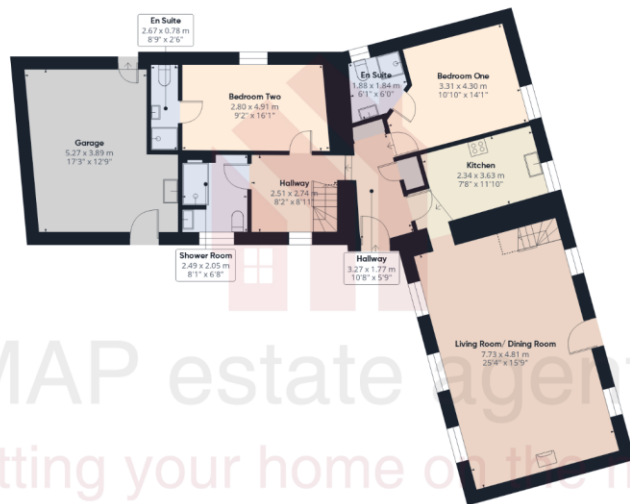 En Suite
2.67 x 0.78 m
8'9" x 2'6"
Garage
5.27 x 3.89 m
17'3" x 12'9"
Bedroom Two
2.80 x 4.91 m
9'2" x 16'1"
En Suite
1.88 x 1.84 m
6'1" x 6'0"
Bedroom One
3.31 x 4.30 m
10'10" x 14'1"
Kitchen
2.34 x 3.63 m
7'8" x 11'10"
Hallway
2.51 x 2.74 m
8'2" x 8'11"
Shower Room
2.49 x 2.05 m
8'1" x 6'8"
Hallway
3.27 x 1.77 m
10'8" x 5'9"
Living Room/ Dining Room
7.73 x 4.81 m
25'4" x 15'9"
MAP estate agen
tting your home on the m